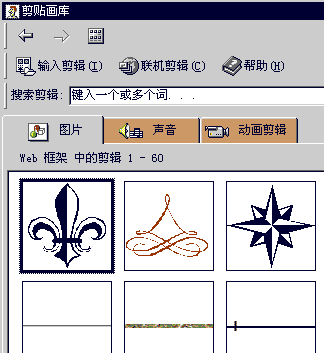 剪贴画库
输入剪辑(I) 联机剪辑(C) 帮助(H)
搜索剪辑: 键入一个或多个词. . .
图片 声音 动画剪辑
Web 框架 中的剪辑 1 - 60